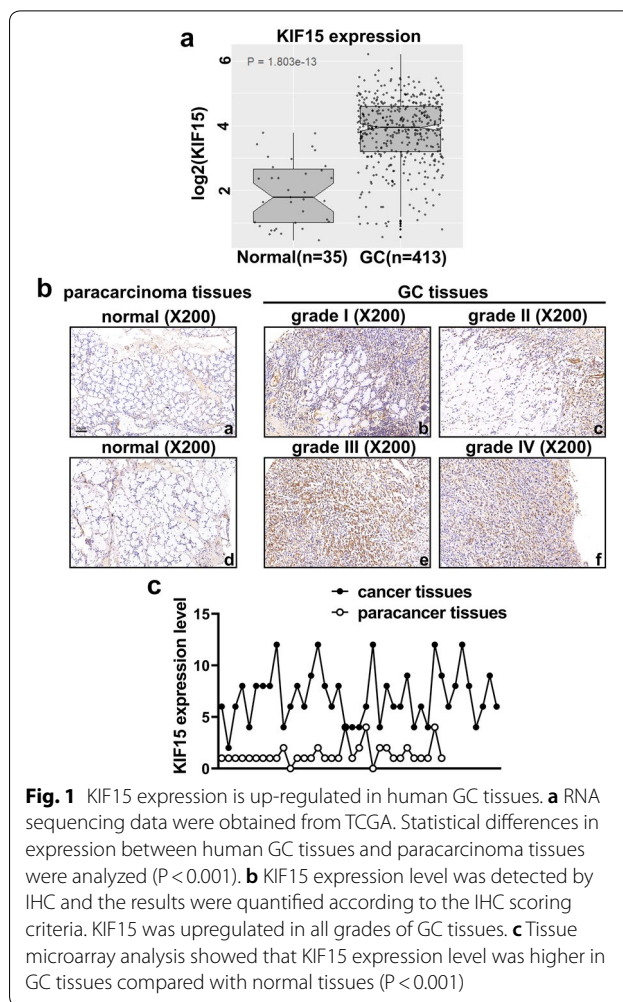 a
KIF15 expression
P = 1.803e-13
log2(KIF15)
6
4
2
Normal(n=35) GC(n=413)
b
paracarcinoma tissues GC tissues
normal (X200) grade I (X200) grade II (X200)
a b c
normal (X200) grade III (X200) grade IV (X200)
d e f
c
cancer tissues
paracancer tissues
KIF15 expression level
15
10
5
0
Fig. 1 KIF15 expression is up-regulated in human GC tissues. a RNA
sequencing data were obtained from TCGA. Statistical differences in
expression between human GC tissues and paracarcinoma tissues
were analyzed (P < 0.001). b KIF15 expression level was detected by
IHC and the results were quantified according to the IHC scoring
criteria. KIF15 was upregulated in all grades of GC tissues. c Tissue
microarray analysis showed that KIF15 expression level was higher in
GC tissues compared with normal tissues (P < 0.001)